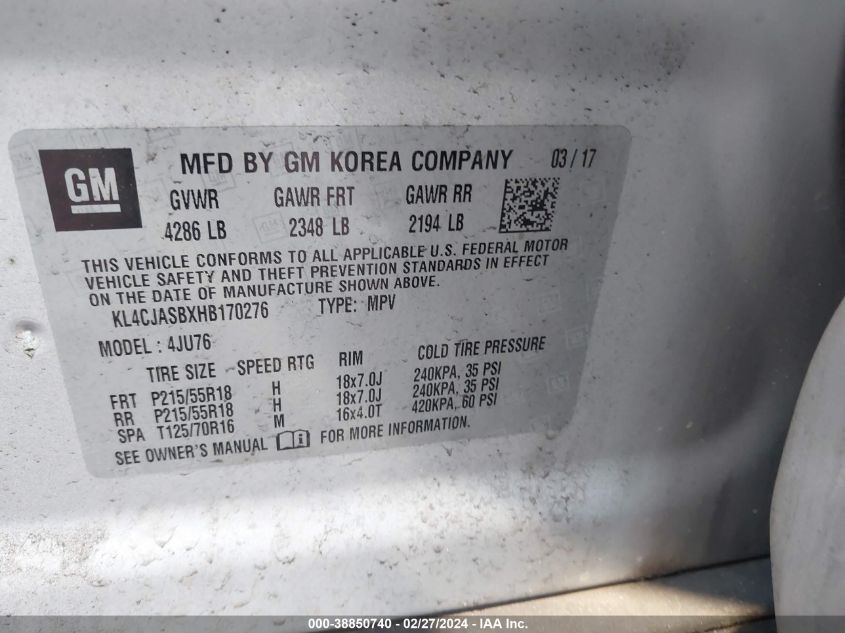 GM
MFD BY GM KOREA COMPANY 03/17
GVWR GAWR FRT GAWR RR
4286 LB 2348 LB 2194 LB
THIS VEHICLE CONFORMS TO ALL APPLICABLE U.S. FEDERAL MOTOR
VEHICLE SAFETY AND THEFT PREVENTION STANDARDS IN EFFECT
ON THE DATE OF MANUFACTURE SHOWN ABOVE.
KL4CJASBXHB170276 TYPE: MPV
MODEL: 4JU76
TIRE SIZE SPEED RTG RIM COLD TIRE PRESSURE
FRT P215/55R18 H 18x7.0J 240KPA, 35 PSI
RR P215/55R18 H 18x7.0J 240KPA, 35 PSI
SPA T125/70R16 M 16x4.0T 420KPA, 60 PSI
SEE OWNER'S MANUAL FOR MORE INFORMATION.
000-38850740 - 02/27/2024 - IAA Inc.